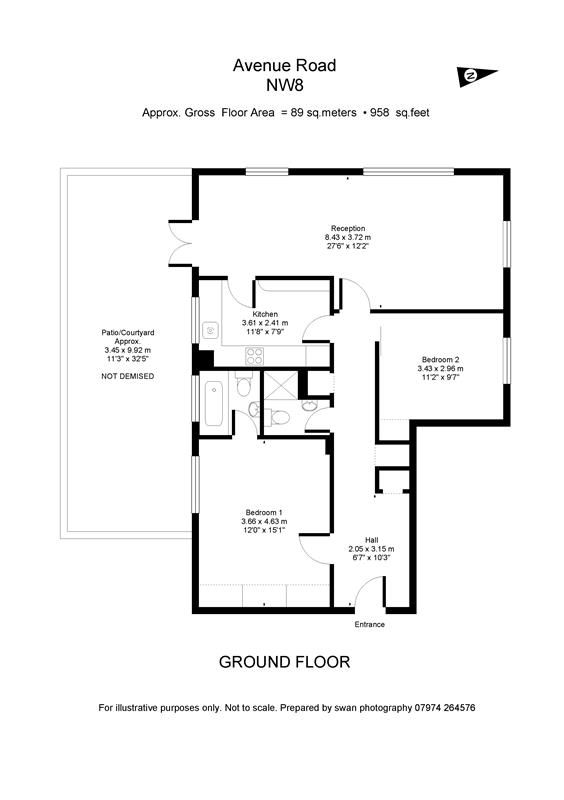 Avenue Road
NW8
N
Approx. Gross Floor Area = 89 sq.meters • 958 sq.feet
Reception
8.43 x 3.72 m
27'6" x 12'2"
Kitchen
3.61 x 2.41 m
11'8" x 7'9"
Patio/Courtyard
Approx.
3.45 x 9.92 m
11'3" x 32'5"
NOT DEMISED
Bedroom 2
3.43 x 2.96 m
11'2" x 9'7"
Bedroom 1
3.66 x 4.63 m
12'0" x 15'1"
Hall
2.05 x 3.15 m
6'7" x 10'3"
Entrance
GROUND FLOOR
For illustrative purposes only. Not to scale. Prepared by swan photography 07974 264576